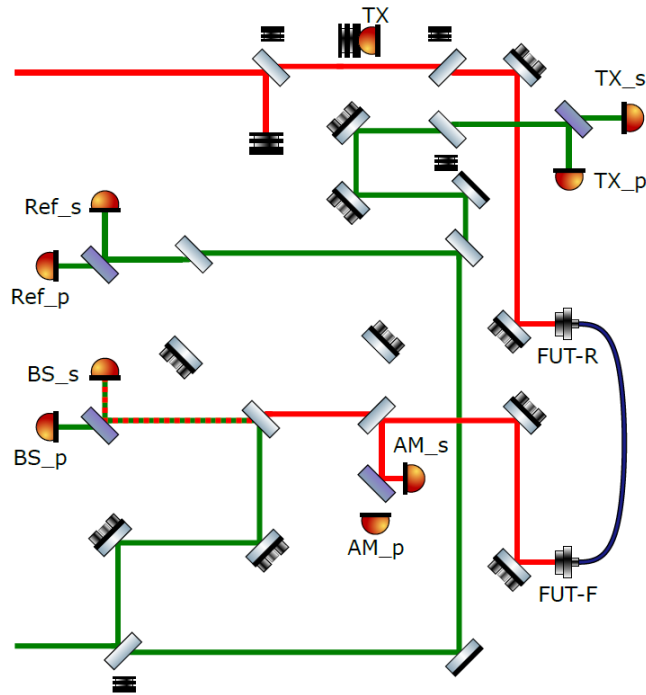 TX
TX_s
TX_p
Ref_s
Ref_p
FUT-R
BS_s
BS_p
AM_s
AM_p
FUT-F